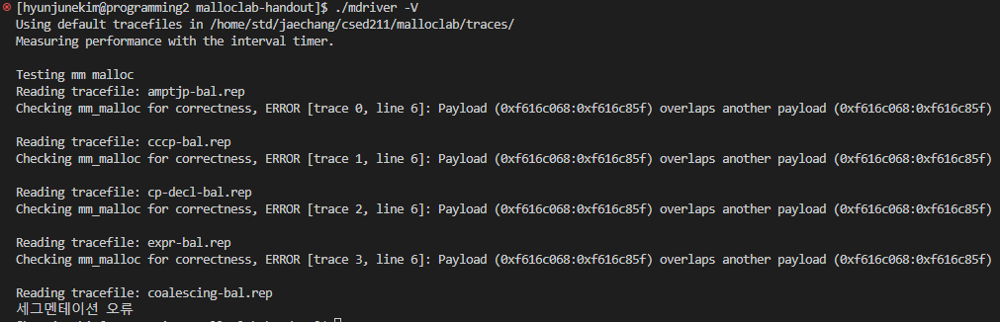 [hyunjunekim@programming2 malloclab-handout]$ ./mdriver -V
Using default tracefiles in /home/std/jaechang/csed211/malloclab/traces/
Measuring performance with the interval timer.
Testing mm malloc
Reading tracefile: amptjp-bal.rep
Checking mm_malloc for correctness, ERROR [trace 0, line 6]: Payload (0xf616c068:0xf616c85f) overlaps another payload (0xf616c068:0xf616c85f)
Reading tracefile: cccp-bal.rep
Checking mm_malloc for correctness, ERROR [trace 1, line 6]: Payload (0xf616c068:0xf616c85f) overlaps another payload (0xf616c068:0xf616c85f)
Reading tracefile: cp-decl-bal.rep
Checking mm_malloc for correctness, ERROR [trace 2, line 6]: Payload (0xf616c068:0xf616c85f) overlaps another payload (0xf616c068:0xf616c85f)
Reading tracefile: expr-bal.rep
Checking mm_malloc for correctness, ERROR [trace 3, line 6]: Payload (0xf616c068:0xf616c85f) overlaps another payload (0xf616c068:0xf616c85f)
Reading tracefile: coalescing-bal.rep
세그멘테이션 오류